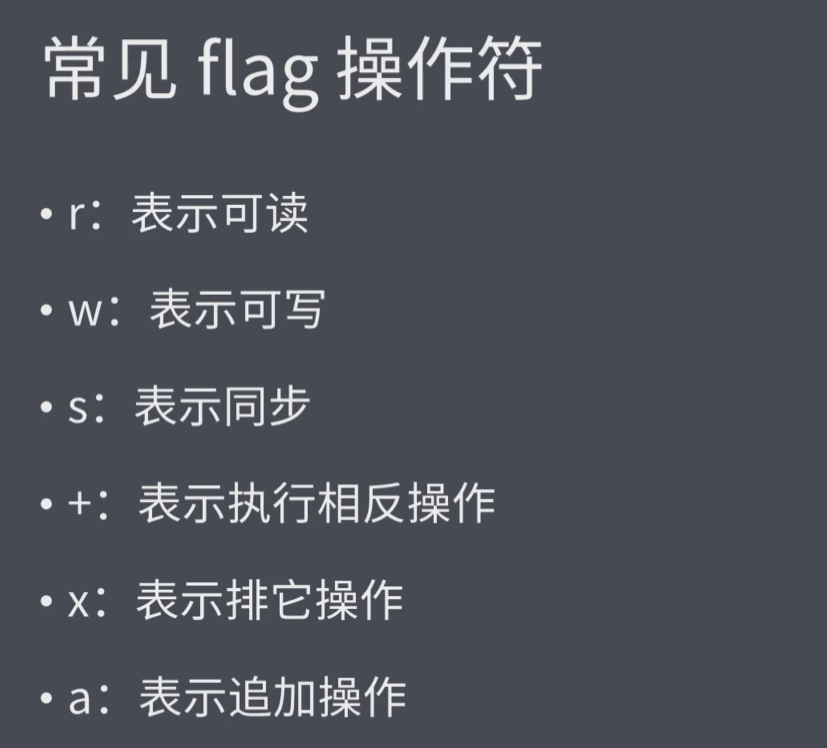 常见 flag 操作符
• r：表示可读
• w：表示可写
• s：表示同步
• +：表示执行相反操作
• x：表示排它操作
• a：表示追加操作